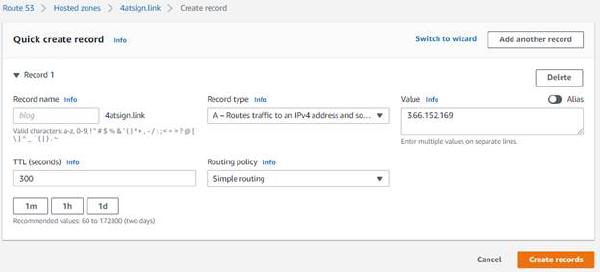 Route 53 > Hosted zones > 4atsign.link > Create record
Quick create record Info
Switch to wizard
Add another record
▼ Record 1
Delete
Record name Info
blog
4atsign.link
Valid characters: a-z, 0-9, ! " # $ % & ' ( ) * + , - / : ; < = > ? @ [
\ ] ^ _ ` { | } . ~
Record type Info
A – Routes traffic to an IPv4 address and so...
Value Info
Alias
3.66.152.169
Enter multiple values on separate lines.
TTL (seconds) Info
300
Routing policy Info
Simple routing
1m
1h
1d
Recommended values: 60 to 172800 (two days)
Cancel
Create records